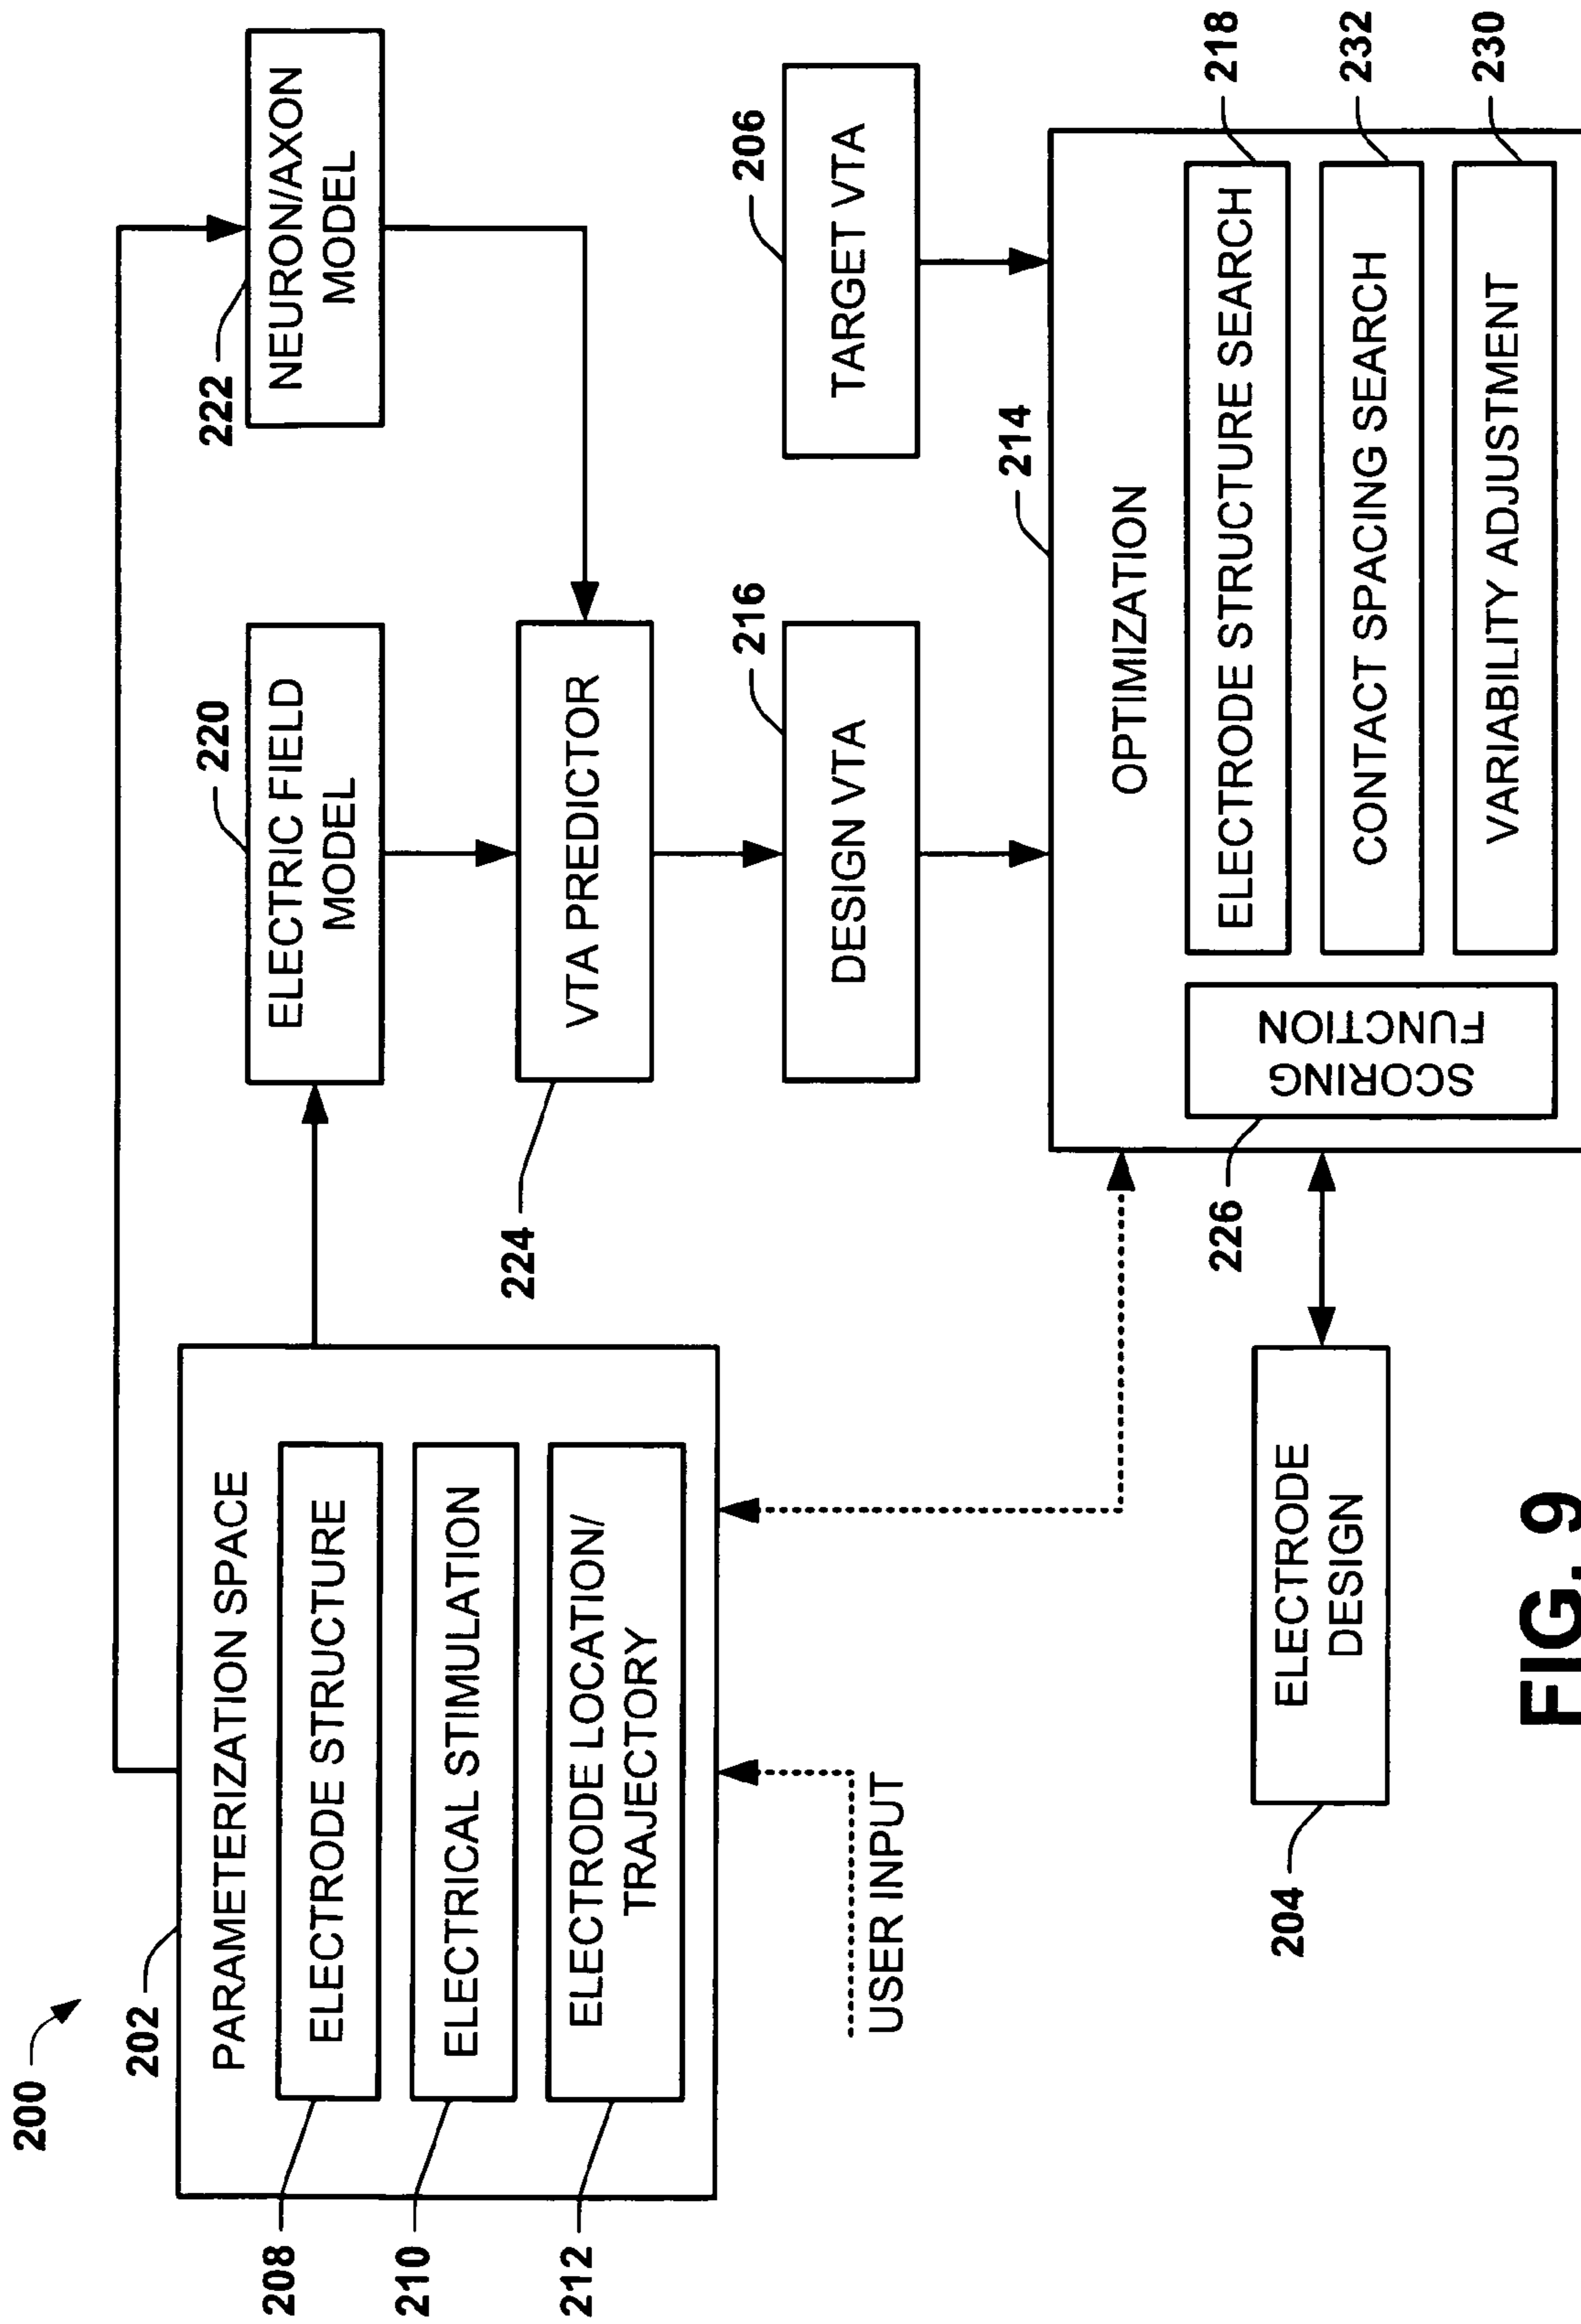 200
202
PARAMETERIZATION SPACE
208
ELECTRODE STRUCTURE
210
ELECTRICAL STIMULATION
212
ELECTRODE LOCATION/
TRAJECTORY
USER INPUT
220
ELECTRIC FIELD
MODEL
222
NEURON/AXON
MODEL
224
VTA PREDICTOR
216
DESIGN VTA
206
TARGET VTA
214
OPTIMIZATION
226
SCORING
FUNCTION
ELECTRODE STRUCTURE SEARCH
218
CONTACT SPACING SEARCH
232
VARIABILITY ADJUSTMENT
230
204
ELECTRODE
DESIGN
FIG. 9